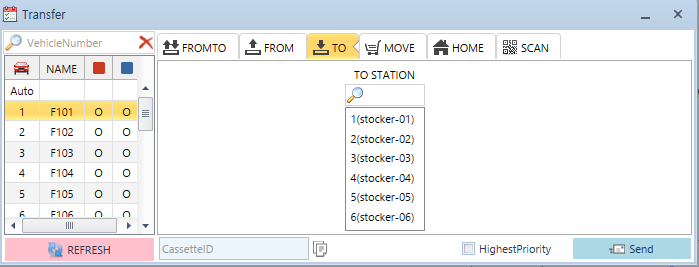 Transfer
VehicleNumber
FROMTO FROM TO MOVE HOME SCAN
NAME
Auto
1 F101 O O
2 F102 O O
3 F103 O O
4 F104 O O
5 F105 O O
6 F106 O O
TO STATION
1(stocker-01)
2(stocker-02)
3(stocker-03)
4(stocker-04)
5(stocker-05)
6(stocker-06)
REFRESH
CassetteID
HighestPriority
Send